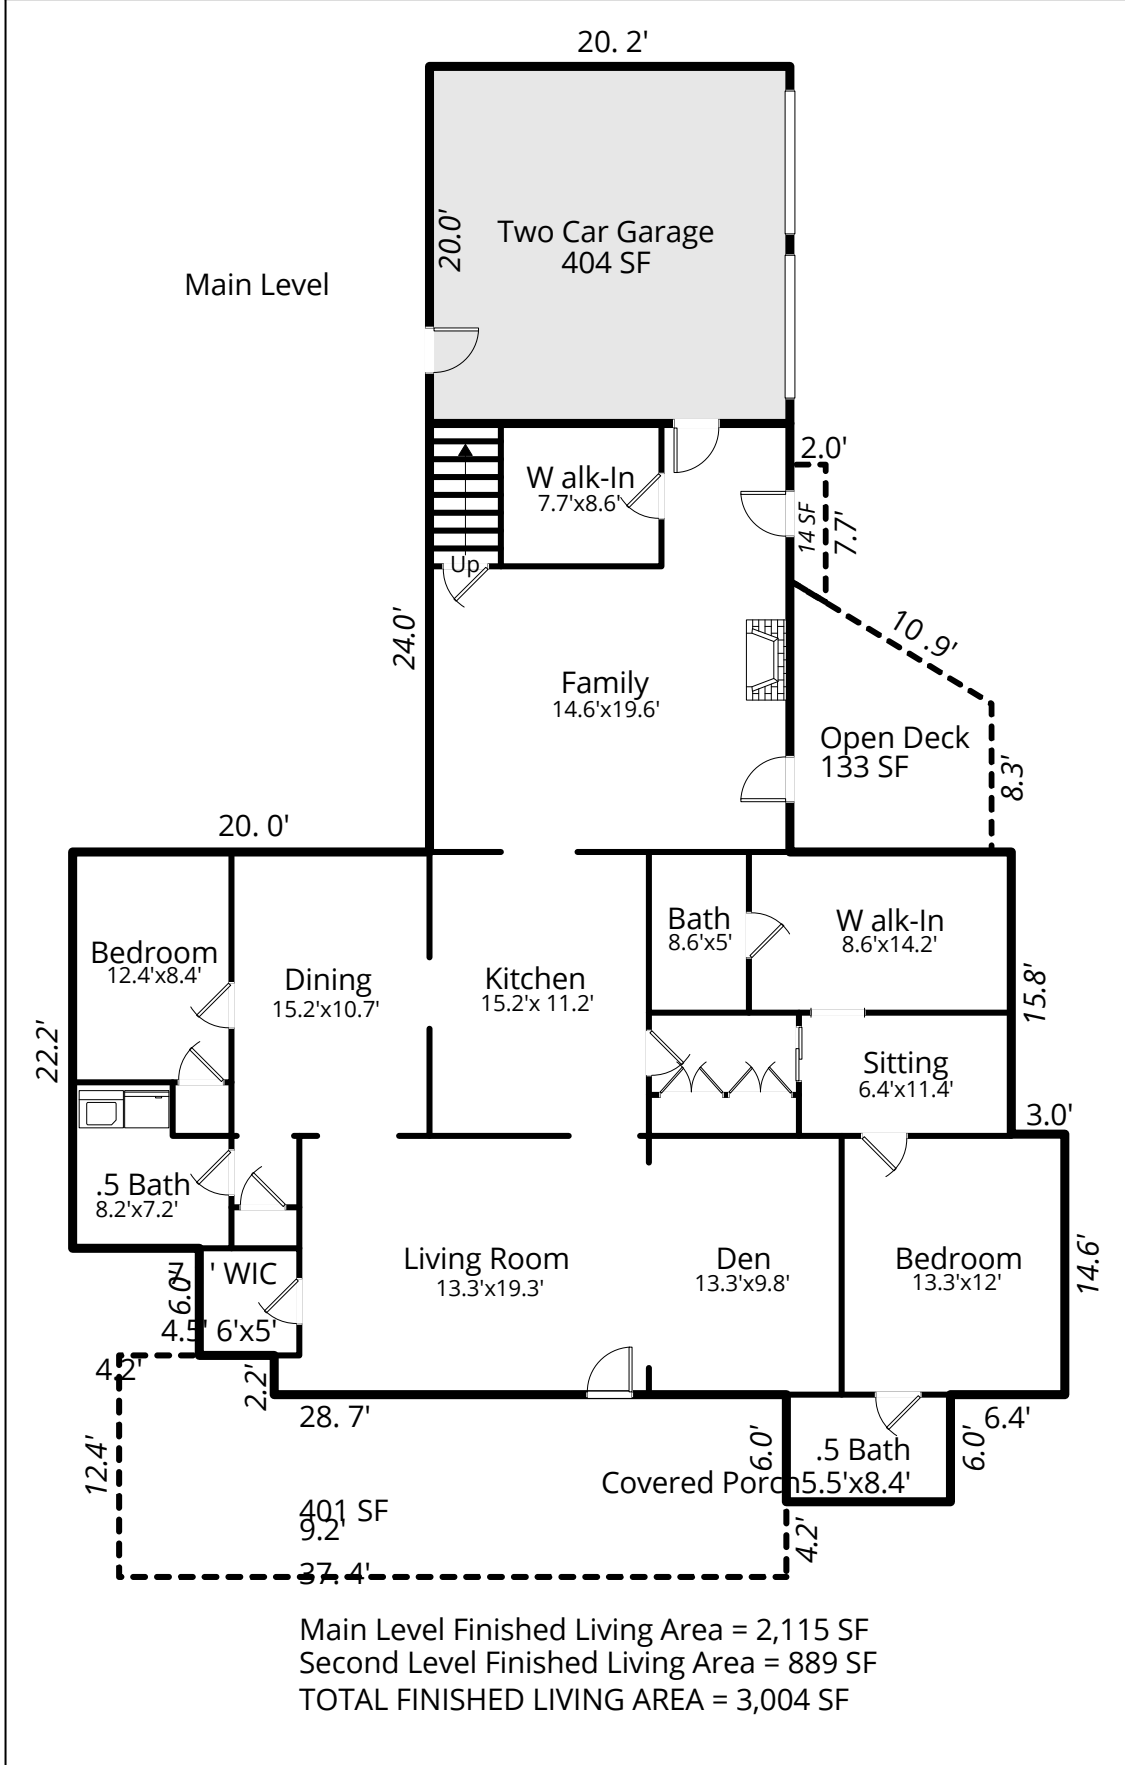 20. 2'
20.0'
Two Car Garage
404 SF
Main Level
2.0'
W alk-In
7.7'x8.6'
14 SF
7.7'
Up
24.0'
10 .9'
Family
14.6'x19.6'
Open Deck
133 SF
8.3'
20. 0'
Bedroom
12.4'x8.4'
Dining
15.2'x10.7'
Kitchen
15.2'x 11.2'
Bath
8.6'x5'
W alk-In
8.6'x14.2'
15.8'
22.2'
Sitting
6.4'x11.4'
3.0'
.5 Bath
8.2'x7.2'
Living Room
13.3'x19.3'
Den
13.3'x9.8'
Bedroom
13.3'x12'
14.6'
7 ' WIC
6.0'
4.5' 6'x5'
4.2'
2.2'
28. 7'
6.4'
12.4'
6.0'
.5 Bath
6.0'
Covered Porch5.5'x8.4'
401 SF
9.2'
4.2'
37. 4'
Main Level Finished Living Area = 2,115 SF
Second Level Finished Living Area = 889 SF
TOTAL FINISHED LIVING AREA = 3,004 SF